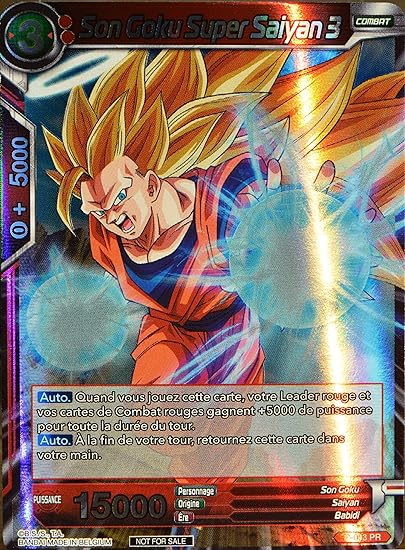 3
Son Goku Super Saiyan 3
COMBAT
0 + 5000
Auto. Quand vous jouez cette carte, votre Leader rouge et
vos cartes de Combat rouges gagnent +5000 de puissance
pour toute la durée du tour.
Auto. À la fin de votre tour, retournez cette carte dans
votre main.
PUISSANCE
15000
Personnage Son Goku
Origine Saiyan
Ère Babidi
©B.S./S., T.A.
BANDAI MADE IN BELGIUM
NOT FOR SALE
PR